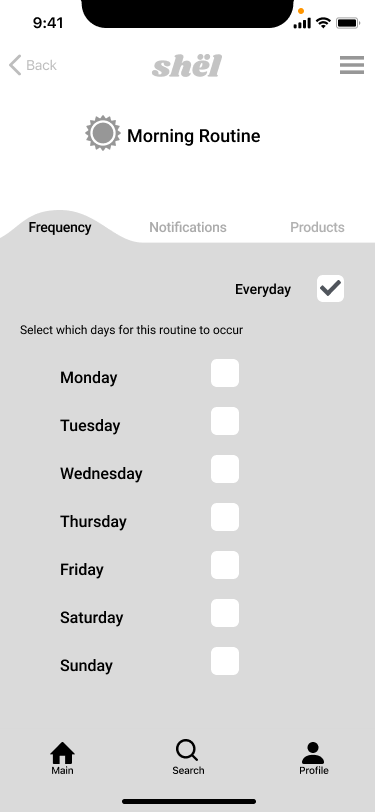 9:41
Back
shël
Morning Routine
Frequency Notifications Products
Everyday
Select which days for this routine to occur
Monday
Tuesday
Wednesday
Thursday
Friday
Saturday
Sunday
Main Search Profile